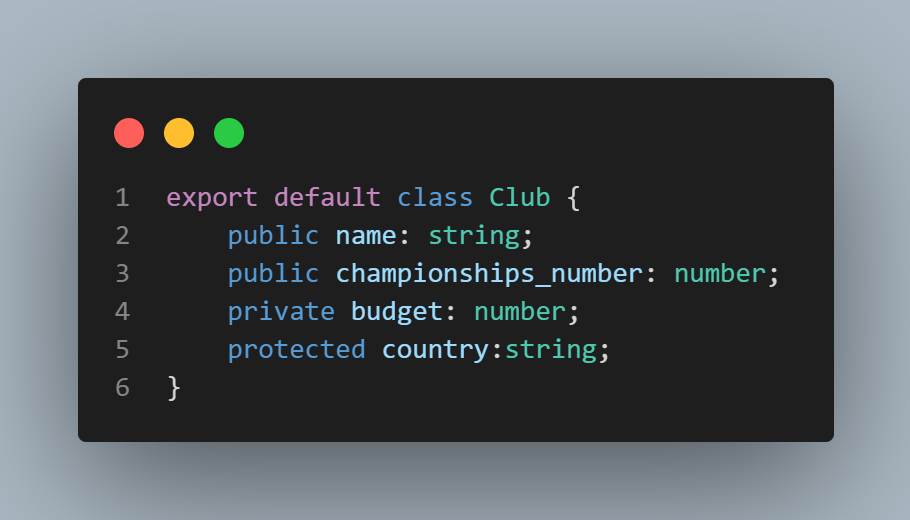 1 export default class Club {
2 public name: string;
3 public championships_number: number;
4 private budget: number;
5 protected country:string;
6 }